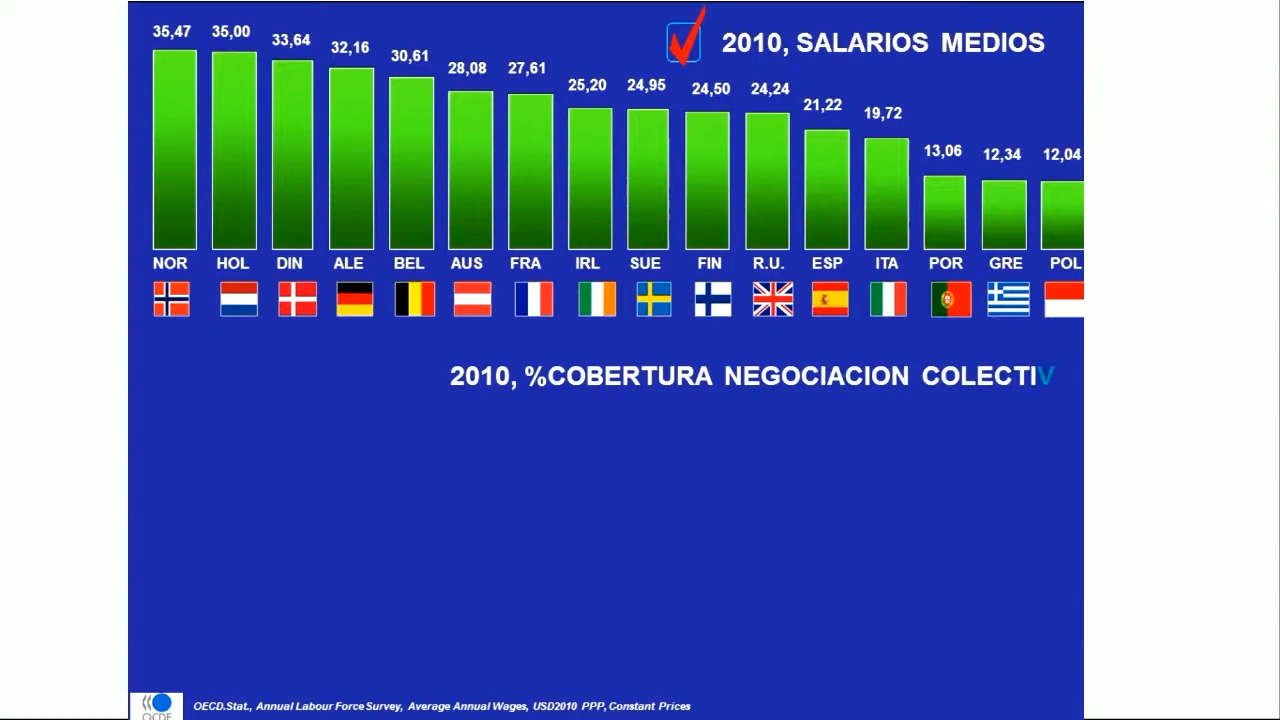 2010, SALARIOS MEDIOS
35,47 35,00 33,64 32,16 30,61 28,08 27,61 25,20 24,95 24,50 24,24 21,22 19,72 13,06 12,34 12,04
NOR HOL DIN ALE BEL AUS FRA IRL SUE FIN R.U. ESP ITA POR GRE POL
2010, %COBERTURA NEGOCIACION COLECTIV
OCDE
OECD.Stat., Annual Labour Force Survey, Average Annual Wages, USD2010 PPP, Constant Prices